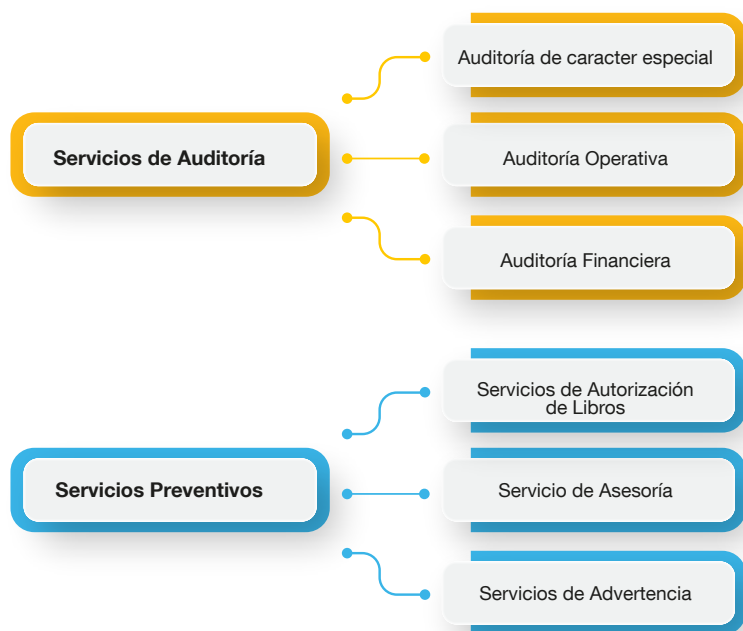 Auditoría de caracter especial
Servicios de Auditoría
Auditoría Operativa
Auditoría Financiera
Servicios de Autorización
de Libros
Servicios Preventivos
Servicio de Asesoría
Servicios de Advertencia